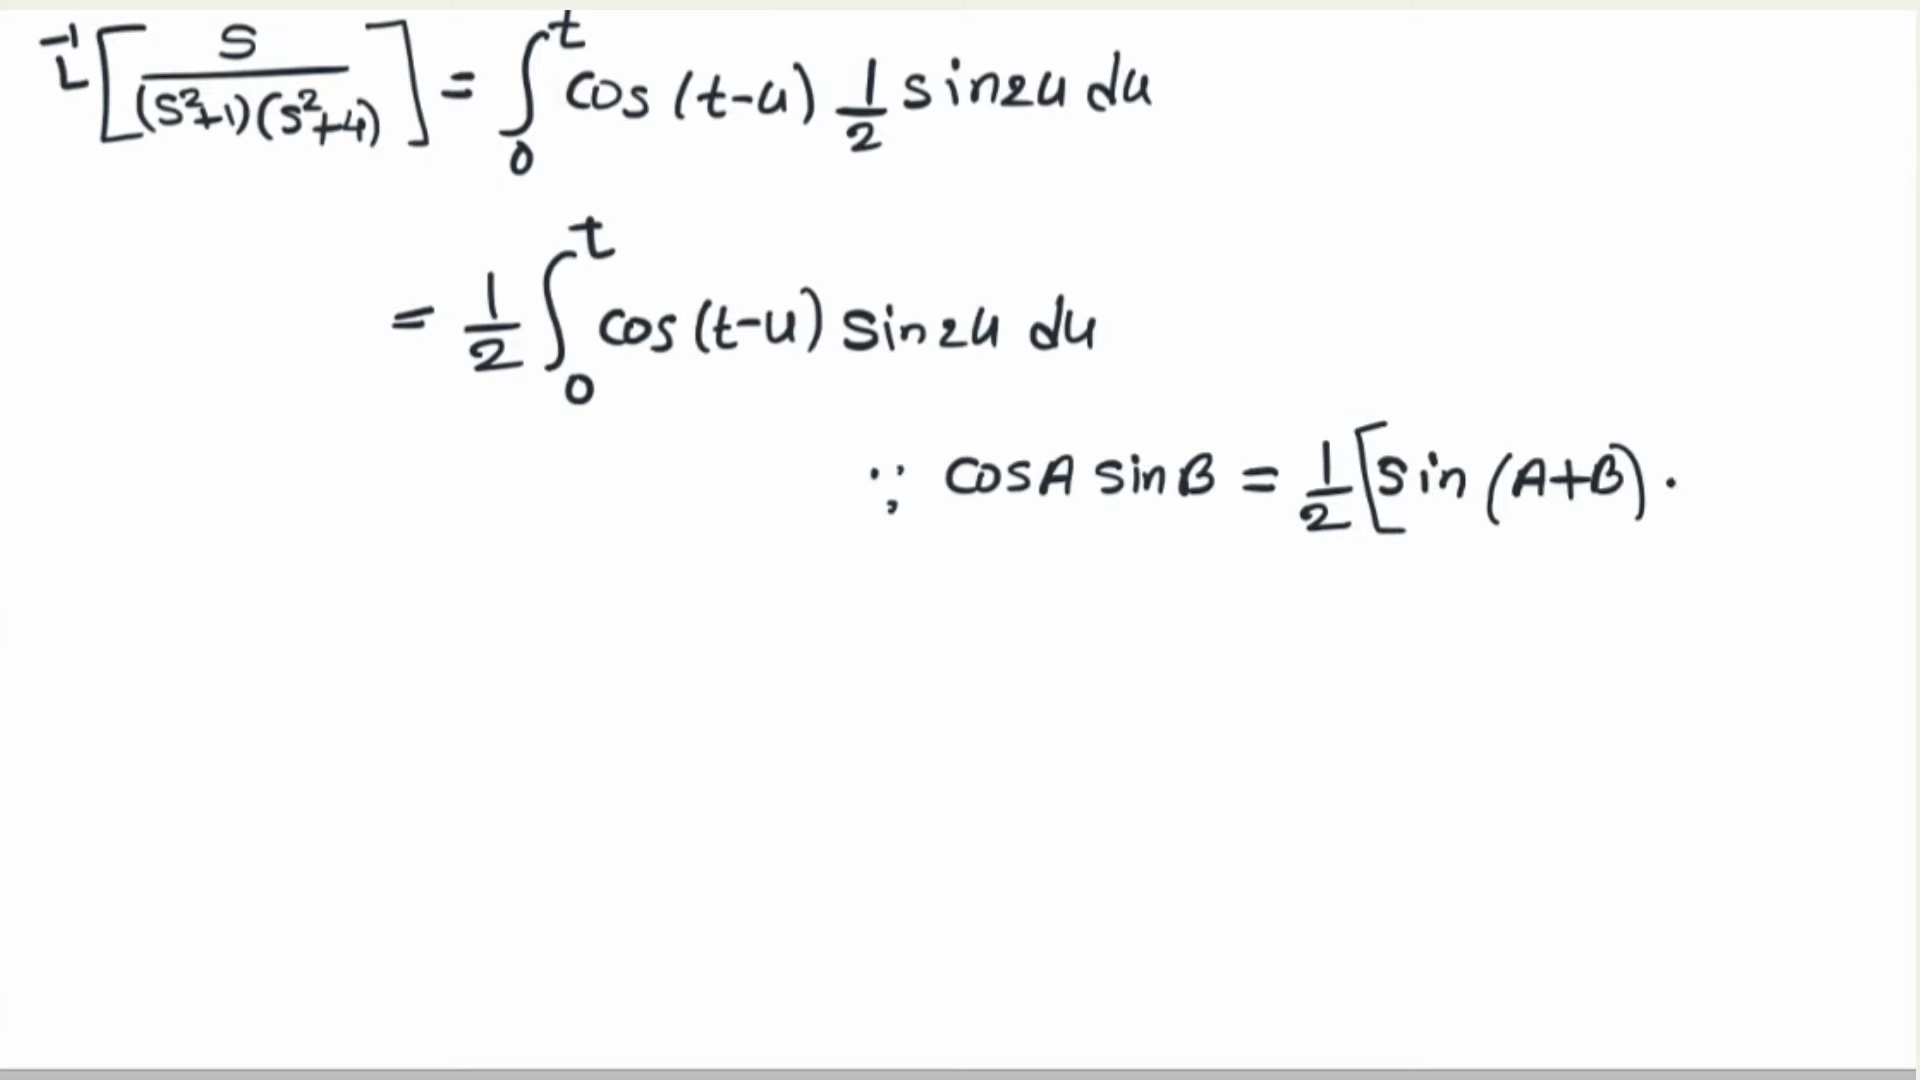 L⁻¹[s/((s²+1)(s²+4))] = ∫₀ᵗ cos(t-u) 1/2 sin2u du
= 1/2 ∫₀ᵗ cos(t-u) sin2u du
∵ cosA sinB = 1/2 [sin(A+B) ·